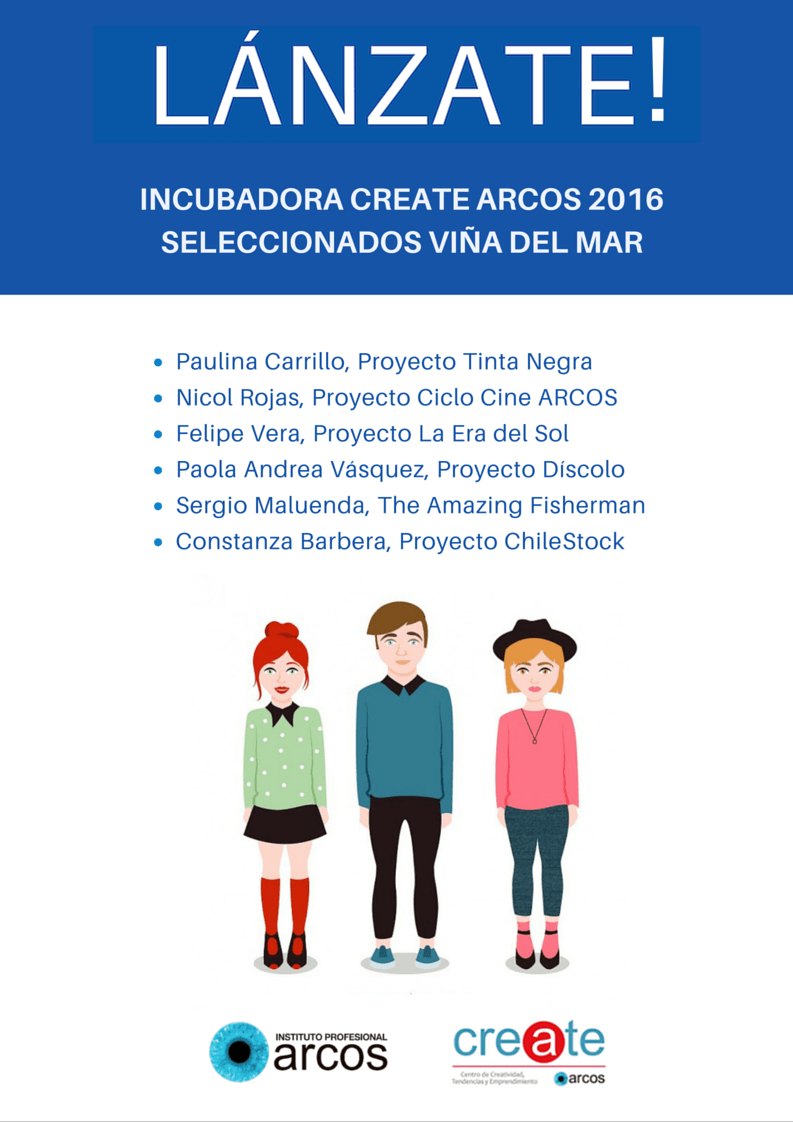 LÁNZATE!
INCUBADORA CREATE ARCOS 2016
SELECCIONADOS VIÑA DEL MAR
Paulina Carrillo, Proyecto Tinta Negra
Nicol Rojas, Proyecto Ciclo Cine ARCOS
Felipe Vera, Proyecto La Era del Sol
Paola Andrea Vásquez, Proyecto Díscolo
Sergio Maluenda, The Amazing Fisherman
Constanza Barbera, Proyecto ChileStock
INSTITUTO PROFESIONAL
arcos
create
Centro de Creatividad,
Tendencias y Emprendimiento
arcos